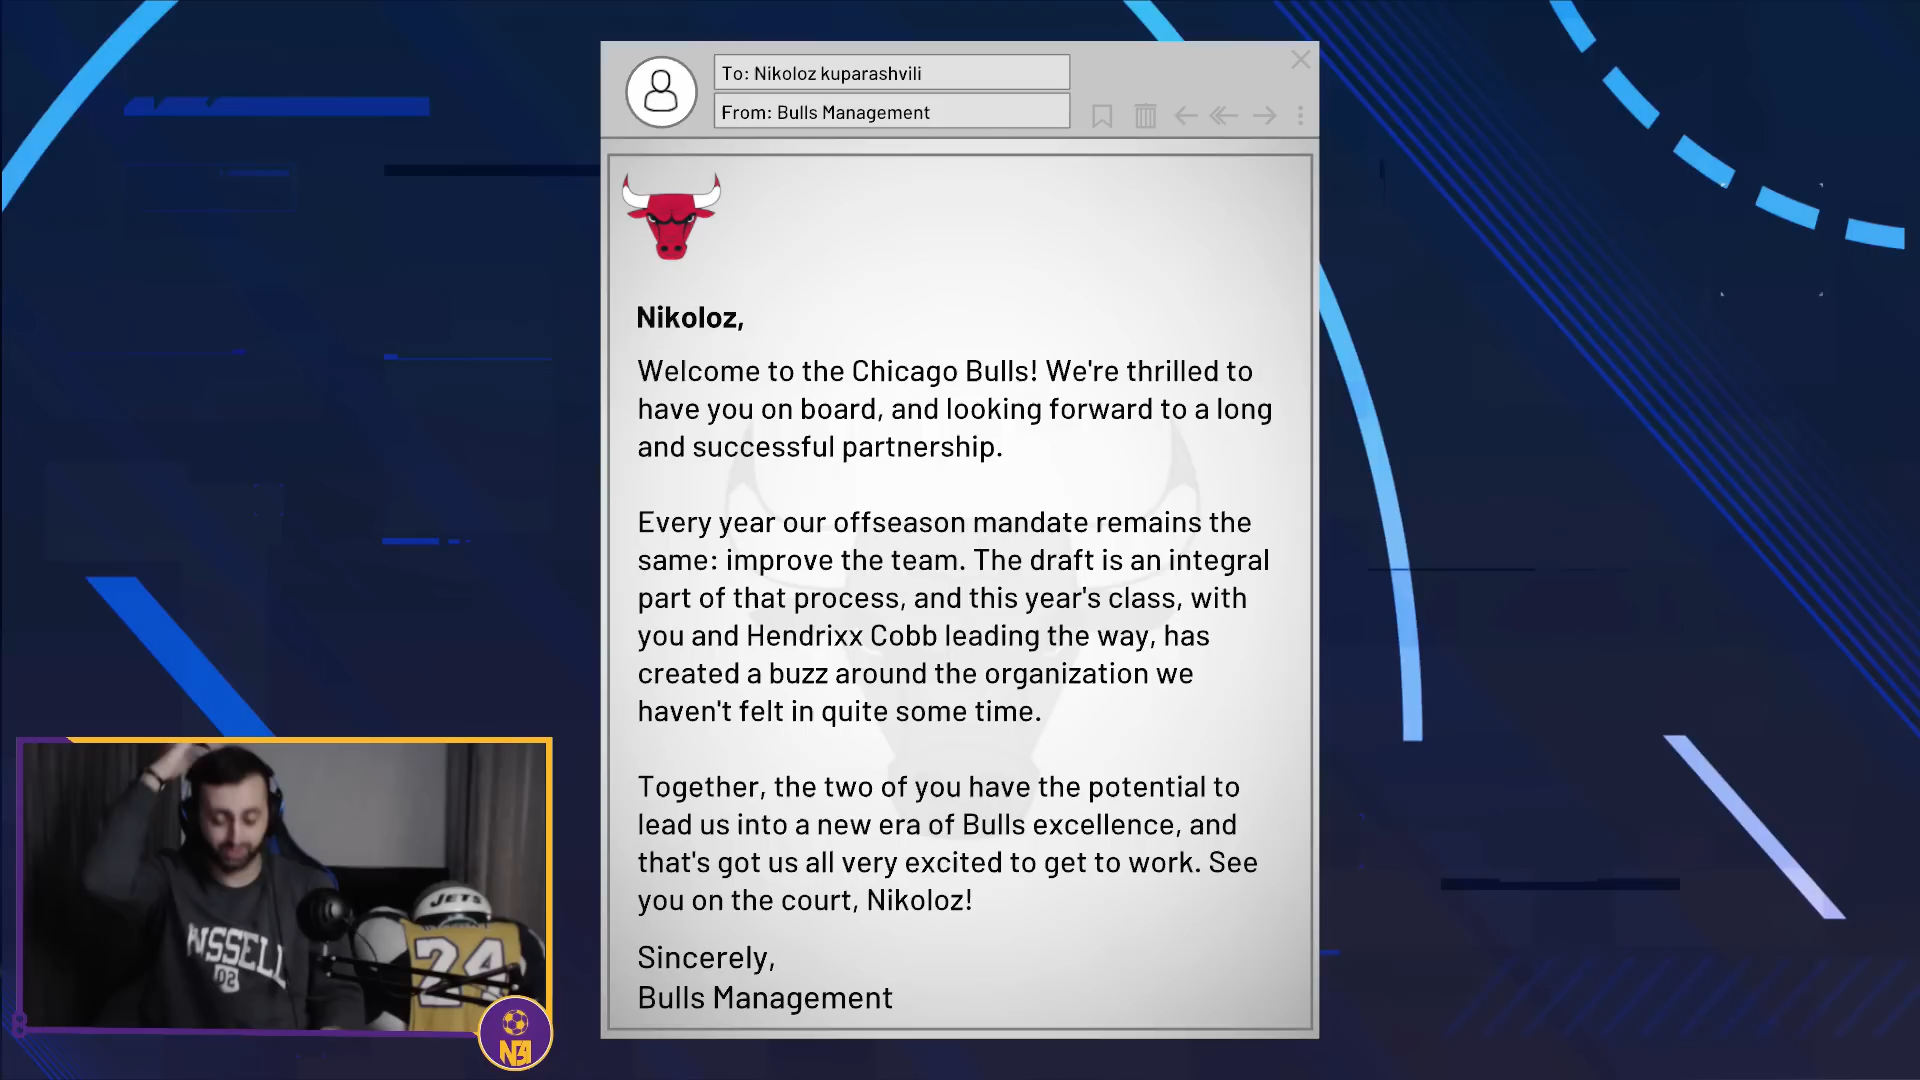 To: Nikoloz kuparashvili
From: Bulls Management
Nikoloz,
Welcome to the Chicago Bulls! We're thrilled to
have you on board, and looking forward to a long
and successful partnership.
Every year our offseason mandate remains the
same: improve the team. The draft is an integral
part of that process, and this year's class, with
you and Hendrixx Cobb leading the way, has
created a buzz around the organization we
haven't felt in quite some time.
Together, the two of you have the potential to
lead us into a new era of Bulls excellence, and
that's got us all very excited to get to work. See
you on the court, Nikoloz!
Sincerely,
Bulls Management
JETS
24
02